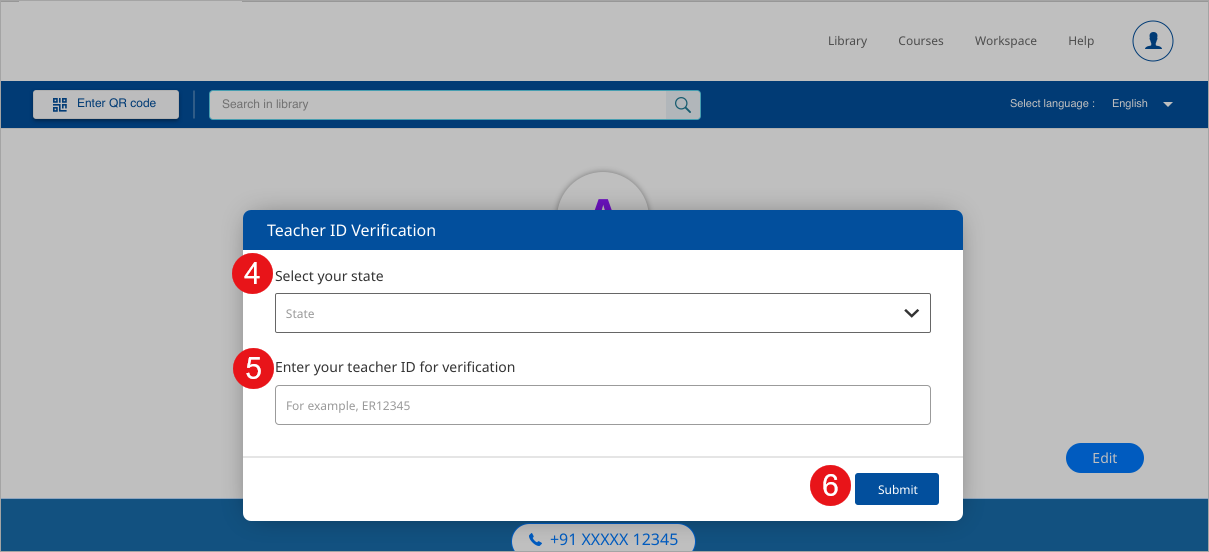 Library Courses Workspace Help
Enter QR code Search in library Select language : English
A
Teacher ID Verification
4 Select your state
State
5 Enter your teacher ID for verification
For example, ER12345
Edit
6 Submit
+91 XXXXX 12345